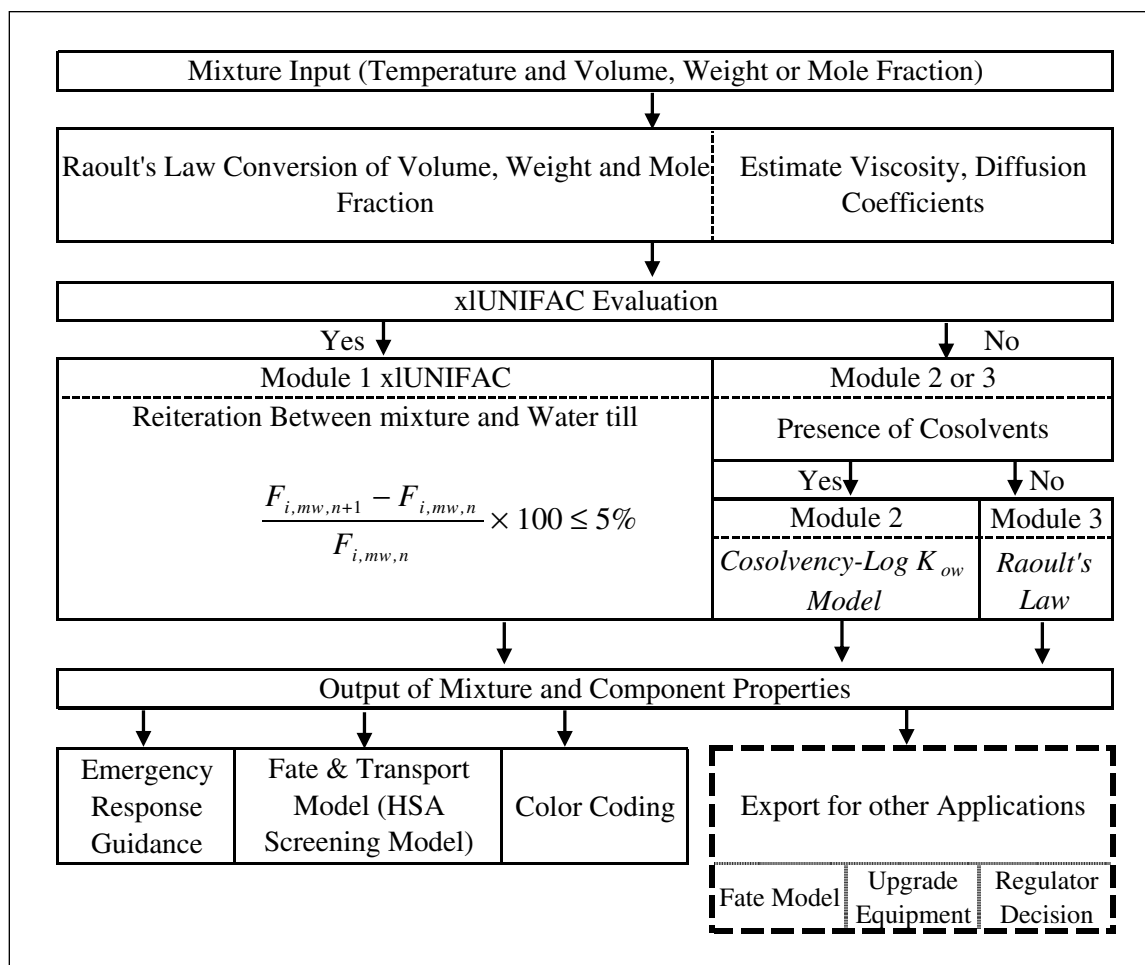 Mixture Input (Temperature and Volume, Weight or Mole Fraction)
Raoult's Law Conversion of Volume, Weight and Mole
Fraction
Estimate Viscosity, Diffusion
Coefficients
xlUNIFAC Evaluation
Yes
No
Module 1 xlUNIFAC
Reiteration Between mixture and Water till
F_{i,mw,n+1} − F_{i,mw,n}
F_{i,mw,n}
× 100 ≤ 5%
Module 2 or 3
Presence of Cosolvents
Yes
No
Module 2
Cosolvency-Log K_{ow}
Model
Module 3
Raoult's
Law
Output of Mixture and Component Properties
Emergency
Response
Guidance
Fate & Transport
Model (HSA
Screening Model)
Color Coding
Export for other Applications
Fate Model
Upgrade
Equipment
Regulator
Decision